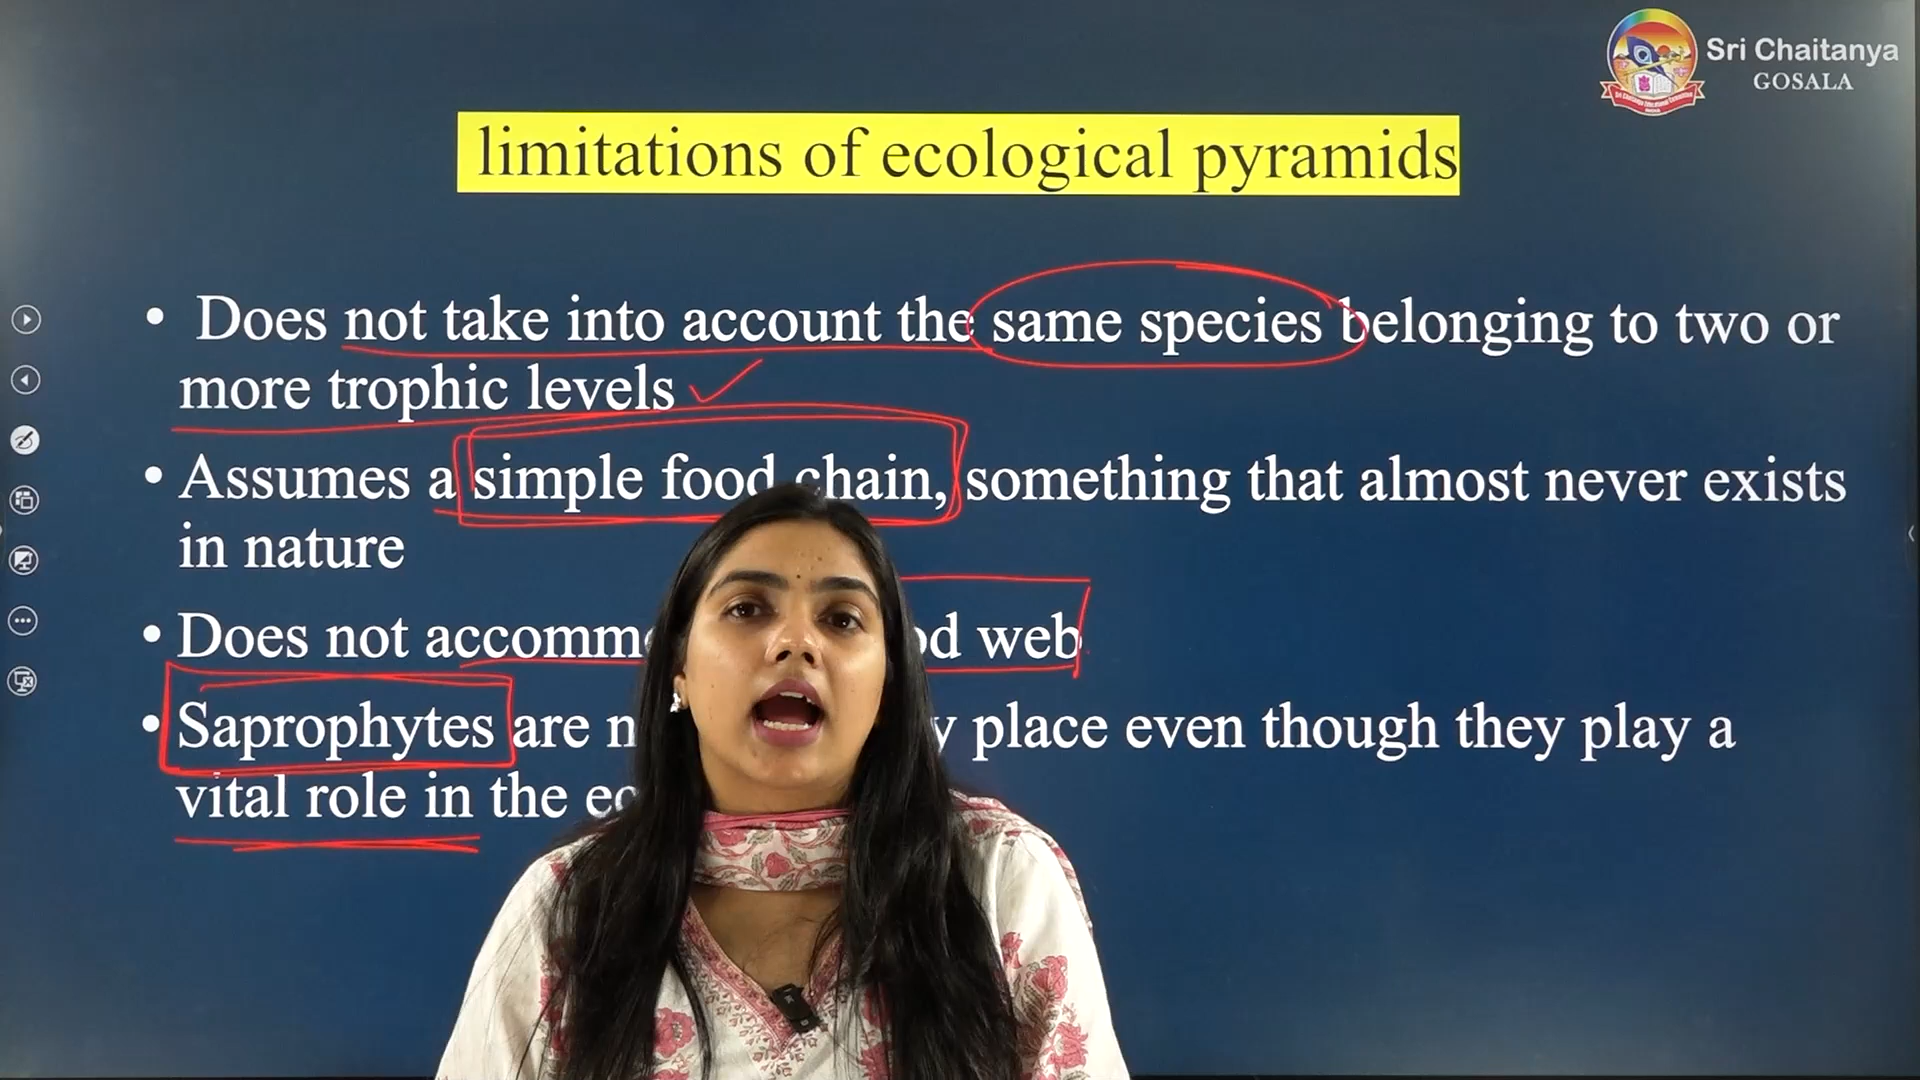 Sri Chaitanya
GOSALA
limitations of ecological pyramids
• Does not take into account the same species belonging to two or
more trophic levels
• Assumes a simple food chain, something that almost never exists
in nature
• Does not web
• Saprophytes are place even though they play a
vital role in the